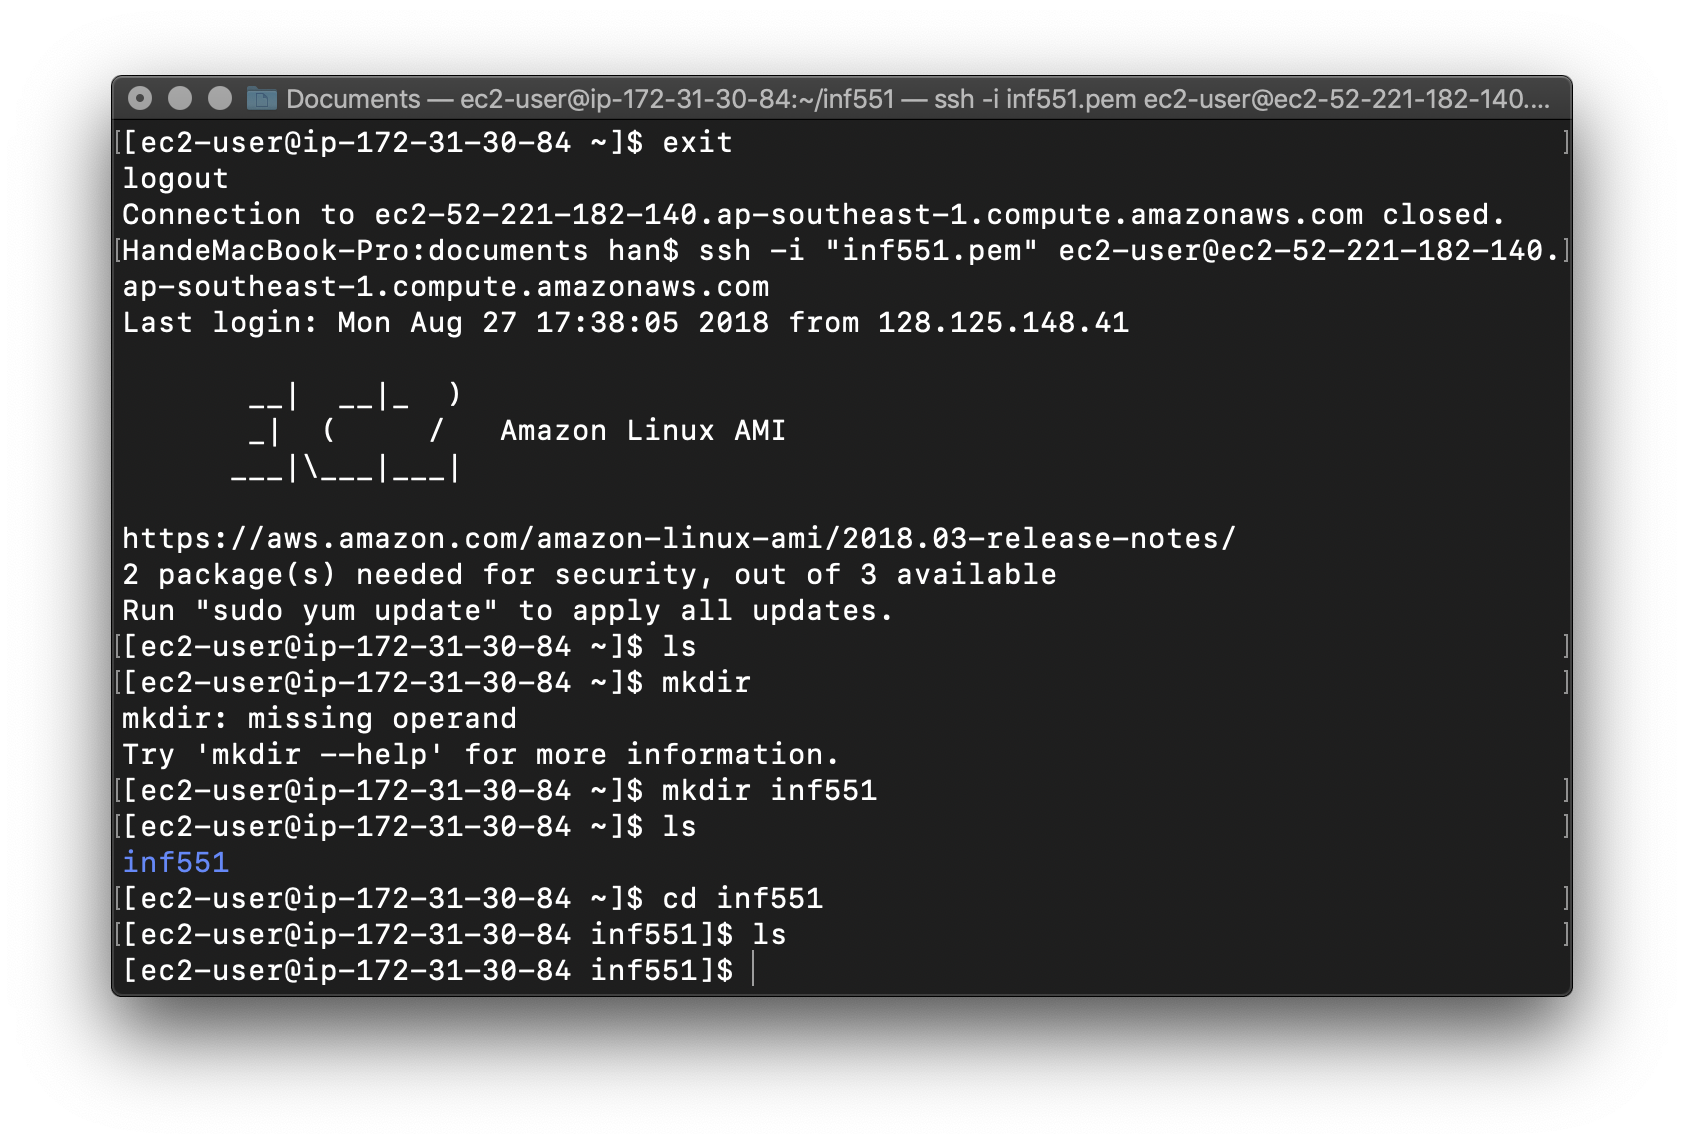 Documents — ec2-user@ip-172-31-30-84:~/inf551 — ssh -i inf551.pem ec2-user@ec2-52-221-182-140....
[[ec2-user@ip-172-31-30-84 ~]$ exit ]
logout
Connection to ec2-52-221-182-140.ap-southeast-1.compute.amazonaws.com closed.
[HandeMacBook-Pro:documents han$ ssh -i "inf551.pem" ec2-user@ec2-52-221-182-140.]
ap-southeast-1.compute.amazonaws.com
Last login: Mon Aug 27 17:38:05 2018 from 128.125.148.41
       __|  __|_  )
       _|  (     /   Amazon Linux AMI
      ___|\___|___|
https://aws.amazon.com/amazon-linux-ami/2018.03-release-notes/
2 package(s) needed for security, out of 3 available
Run "sudo yum update" to apply all updates.
[[ec2-user@ip-172-31-30-84 ~]$ ls ]
[[ec2-user@ip-172-31-30-84 ~]$ mkdir ]
mkdir: missing operand
Try 'mkdir --help' for more information.
[[ec2-user@ip-172-31-30-84 ~]$ mkdir inf551 ]
[[ec2-user@ip-172-31-30-84 ~]$ ls ]
inf551
[[ec2-user@ip-172-31-30-84 ~]$ cd inf551 ]
[[ec2-user@ip-172-31-30-84 inf551]$ ls ]
[ec2-user@ip-172-31-30-84 inf551]$